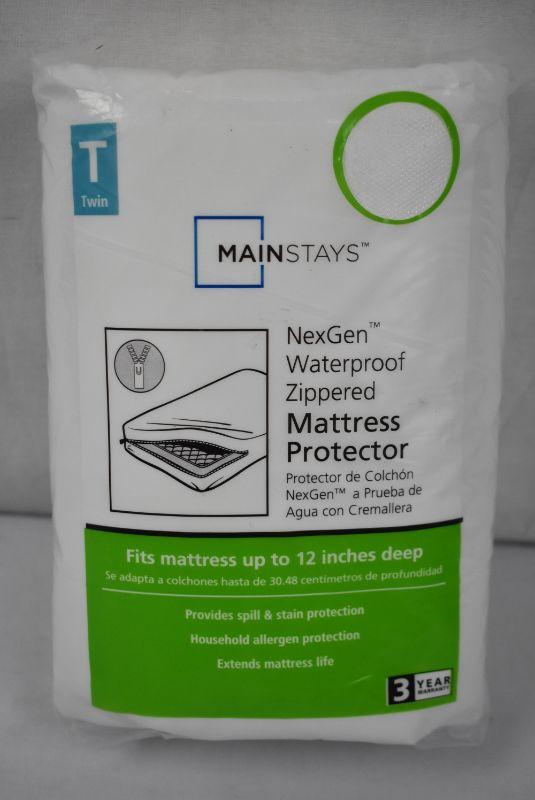 T
Twin
MAINSTAYS™
NexGen™
Waterproof
Zippered
Mattress
Protector
Protector de Colchón
NexGen™ a Prueba de
Agua con Cremallera
Fits mattress up to 12 inches deep
Se adapta a colchones hasta de 30.48 centímetros de profundidad
Provides spill & stain protection
Household allergen protection
Extends mattress life
3 YEAR
WARRANTY